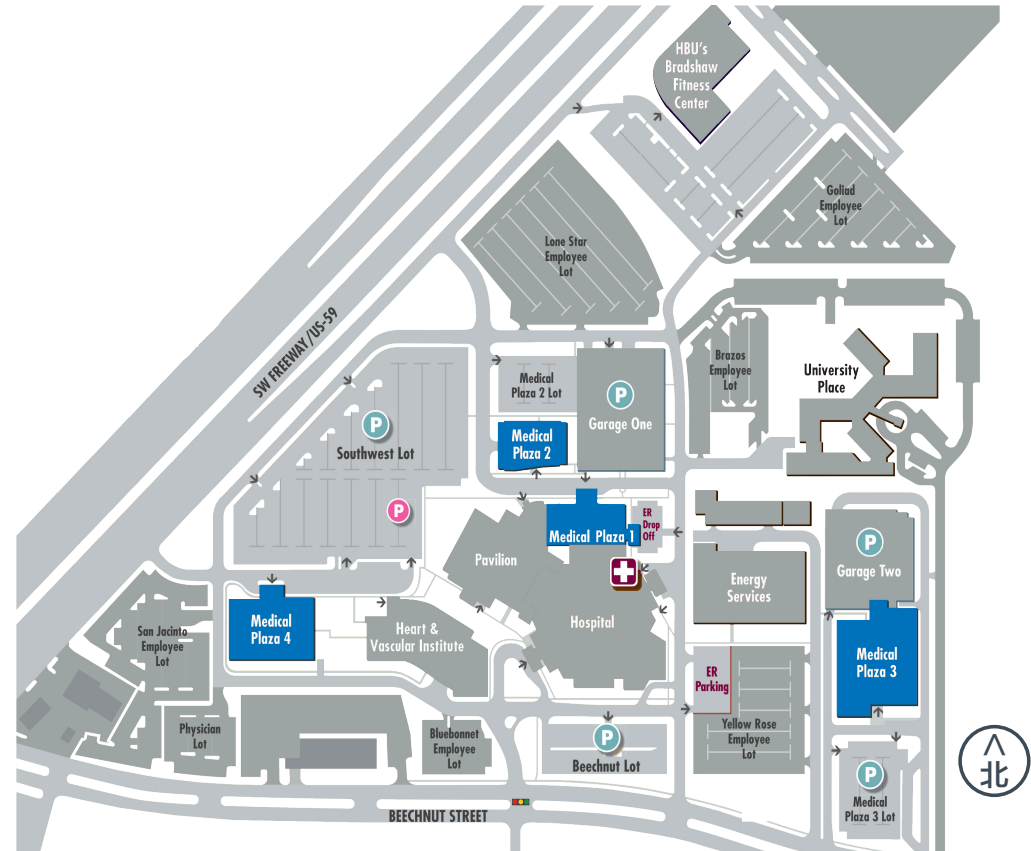 HBU's
Bradshaw
Fitness
Center
Goliad
Employee
Lot
Lone Star
Employee
Lot
SW FREEWAY/US-59
Brazos
Employee
Lot
University
Place
Medical
Plaza 2 Lot
P
Garage One
P
Southwest Lot
Medical
Plaza 2
P
ER
Drop
Off
Medical Plaza 1
P
Garage Two
Pavilion
Energy
Services
Hospital
Medical
Plaza 4
Heart &
Vascular Institute
San Jacinto
Employee
Lot
Medical
Plaza 3
ER
Parking
Physician
Lot
Bluebonnet
Employee
Lot
P
Beechnut Lot
Yellow Rose
Employee
Lot
P
Medical
Plaza 3 Lot
北
BEECHNUT STREET